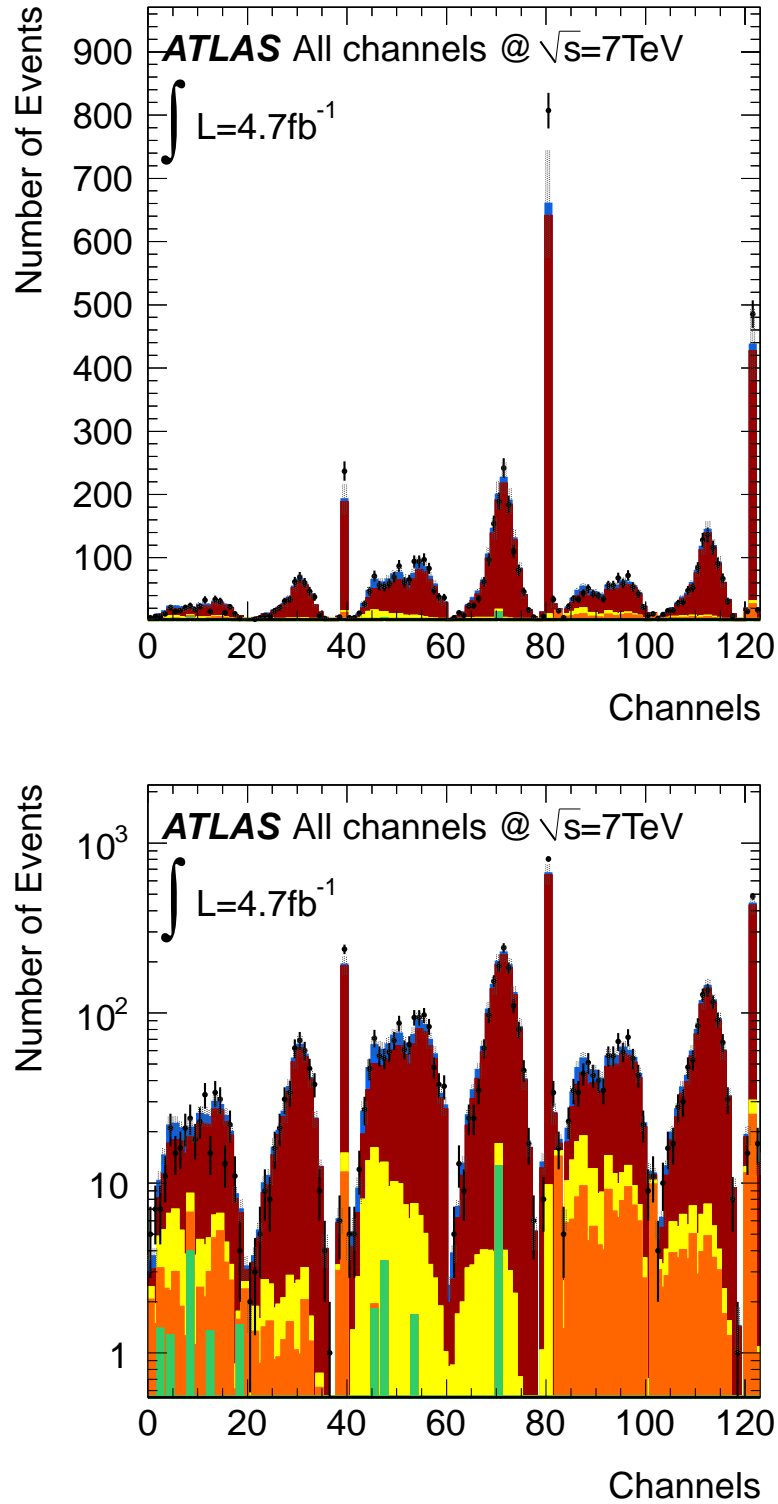 900
800
700
600
500
400
300
200
100
Number of Events
ATLAS All channels @ √s=7TeV
∫ L=4.7fb⁻¹
0 20 40 60 80 100 120
Channels
10³
10²
10
1
Number of Events
ATLAS All channels @ √s=7TeV
∫ L=4.7fb⁻¹
0 20 40 60 80 100 120
Channels